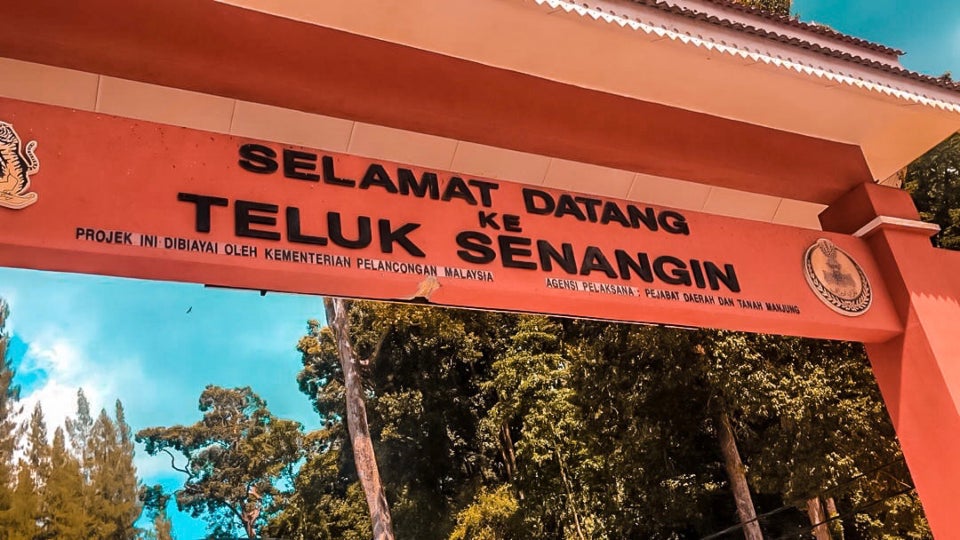 SELAMAT DATANG
KE
TELUK SENANGIN
PROJEK INI DIBIAYAI OLEH KEMENTERIAN PELANCONGAN MALAYSIA
AGENSI PELAKSANA : PEJABAT DAERAH DAN TANAH MANJUNG